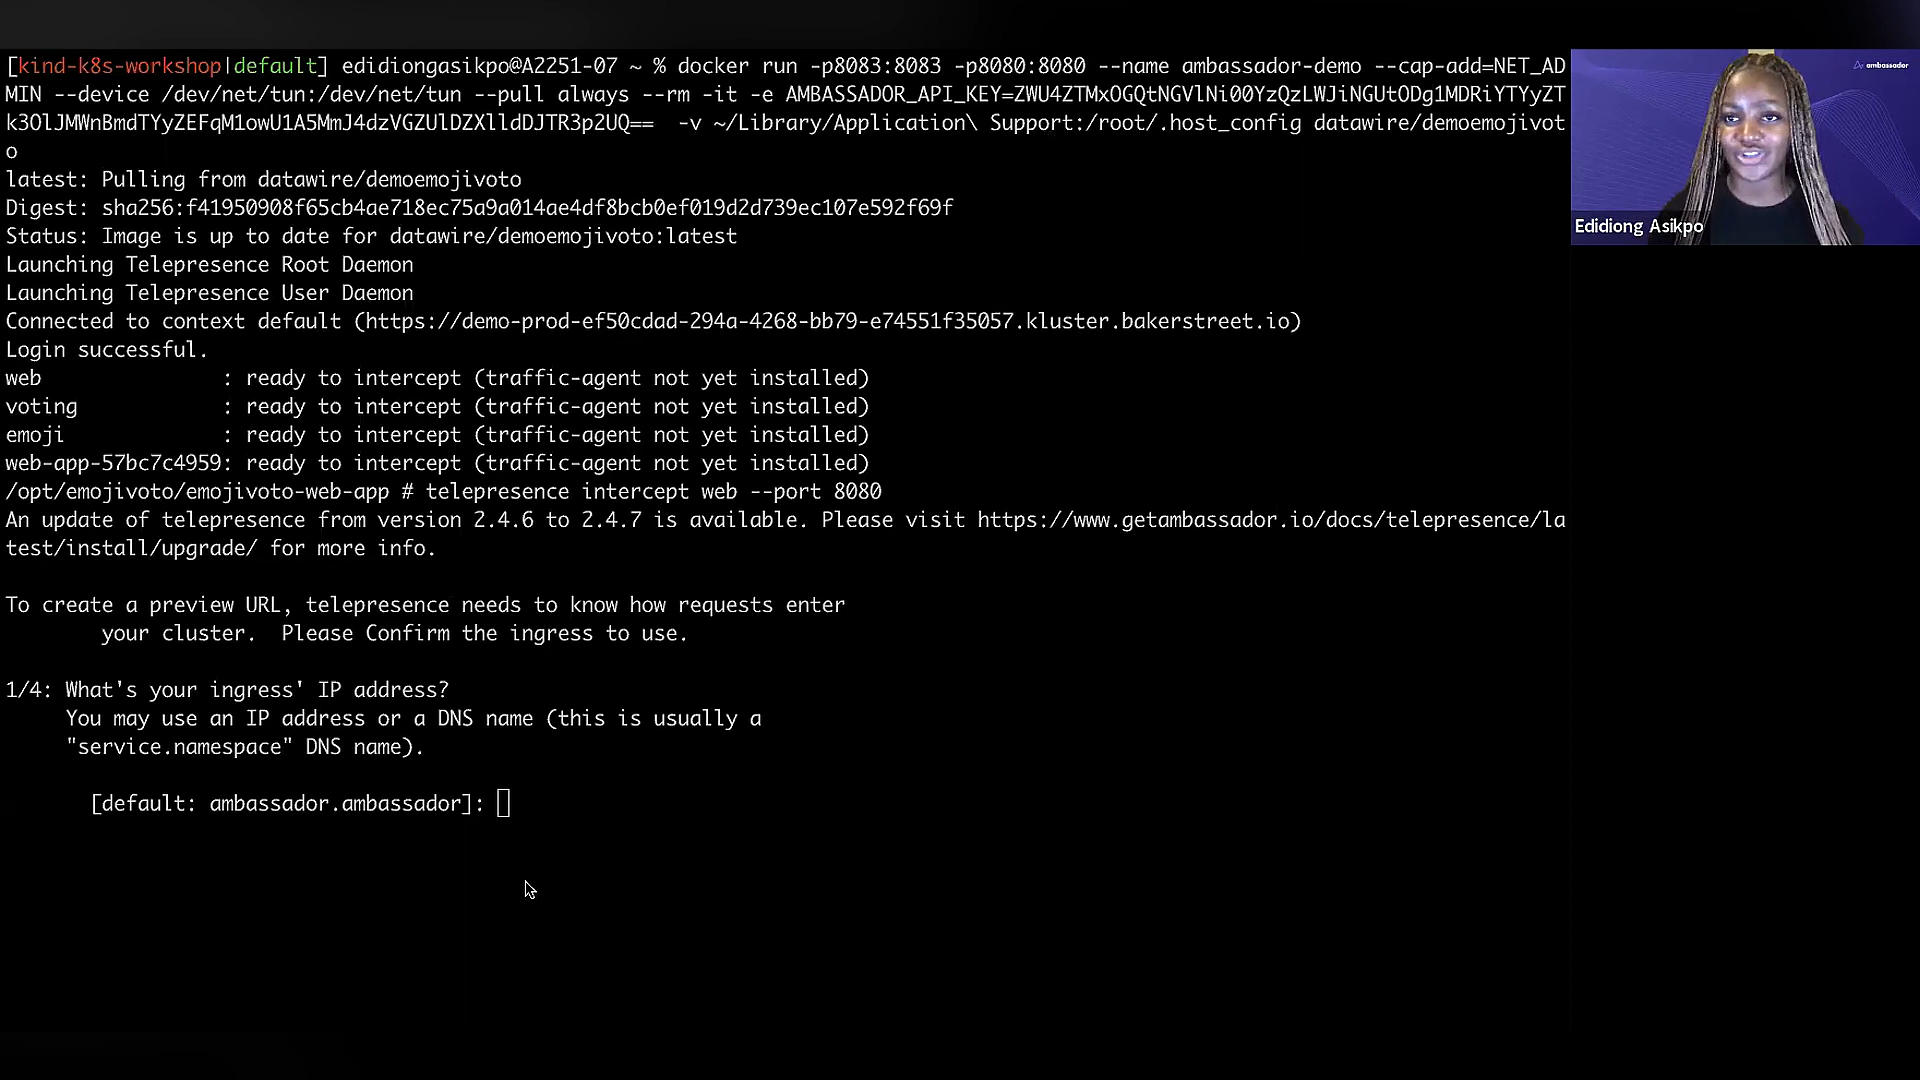 [kind-k8s-workshop|default] edidiongasikpo@A2251-07 ~ % docker run -p8083:8083 -p8080:8080 --name ambassador-demo --cap-add=NET_AD
MIN --device /dev/net/tun:/dev/net/tun --pull always --rm -it -e AMBASSADOR_API_KEY=ZWU4ZTMxOGQtNGVlNi00YzQzLWJiNGUtODg1MDRiYTYyZT
k3OlJMWnBmdTYyZEFqM1owU1A5MmJ4dzVGZUlDZXlldDJTR3p2UQ==  -v ~/Library/Application\ Support:/root/.host_config datawire/demoemojivot
o
latest: Pulling from datawire/demoemojivoto
Digest: sha256:f41950908f65cb4ae718ec75a9a014ae4df8bcb0ef019d2d739ec107e592f69f
Status: Image is up to date for datawire/demoemojivoto:latest
Launching Telepresence Root Daemon
Launching Telepresence User Daemon
Connected to context default (https://demo-prod-ef50cdad-294a-4268-bb79-e74551f35057.kluster.bakerstreet.io)
Login successful.
web               : ready to intercept (traffic-agent not yet installed)
voting            : ready to intercept (traffic-agent not yet installed)
emoji             : ready to intercept (traffic-agent not yet installed)
web-app-57bc7c4959: ready to intercept (traffic-agent not yet installed)
/opt/emojivoto/emojivoto-web-app # telepresence intercept web --port 8080
An update of telepresence from version 2.4.6 to 2.4.7 is available. Please visit https://www.getambassador.io/docs/telepresence/la
test/install/upgrade/ for more info.
To create a preview URL, telepresence needs to know how requests enter
your cluster.  Please Confirm the ingress to use.
1/4: What's your ingress' IP address?
You may use an IP address or a DNS name (this is usually a
"service.namespace" DNS name).
[default: ambassador.ambassador]:
ambassador
Edidiong Asikpo